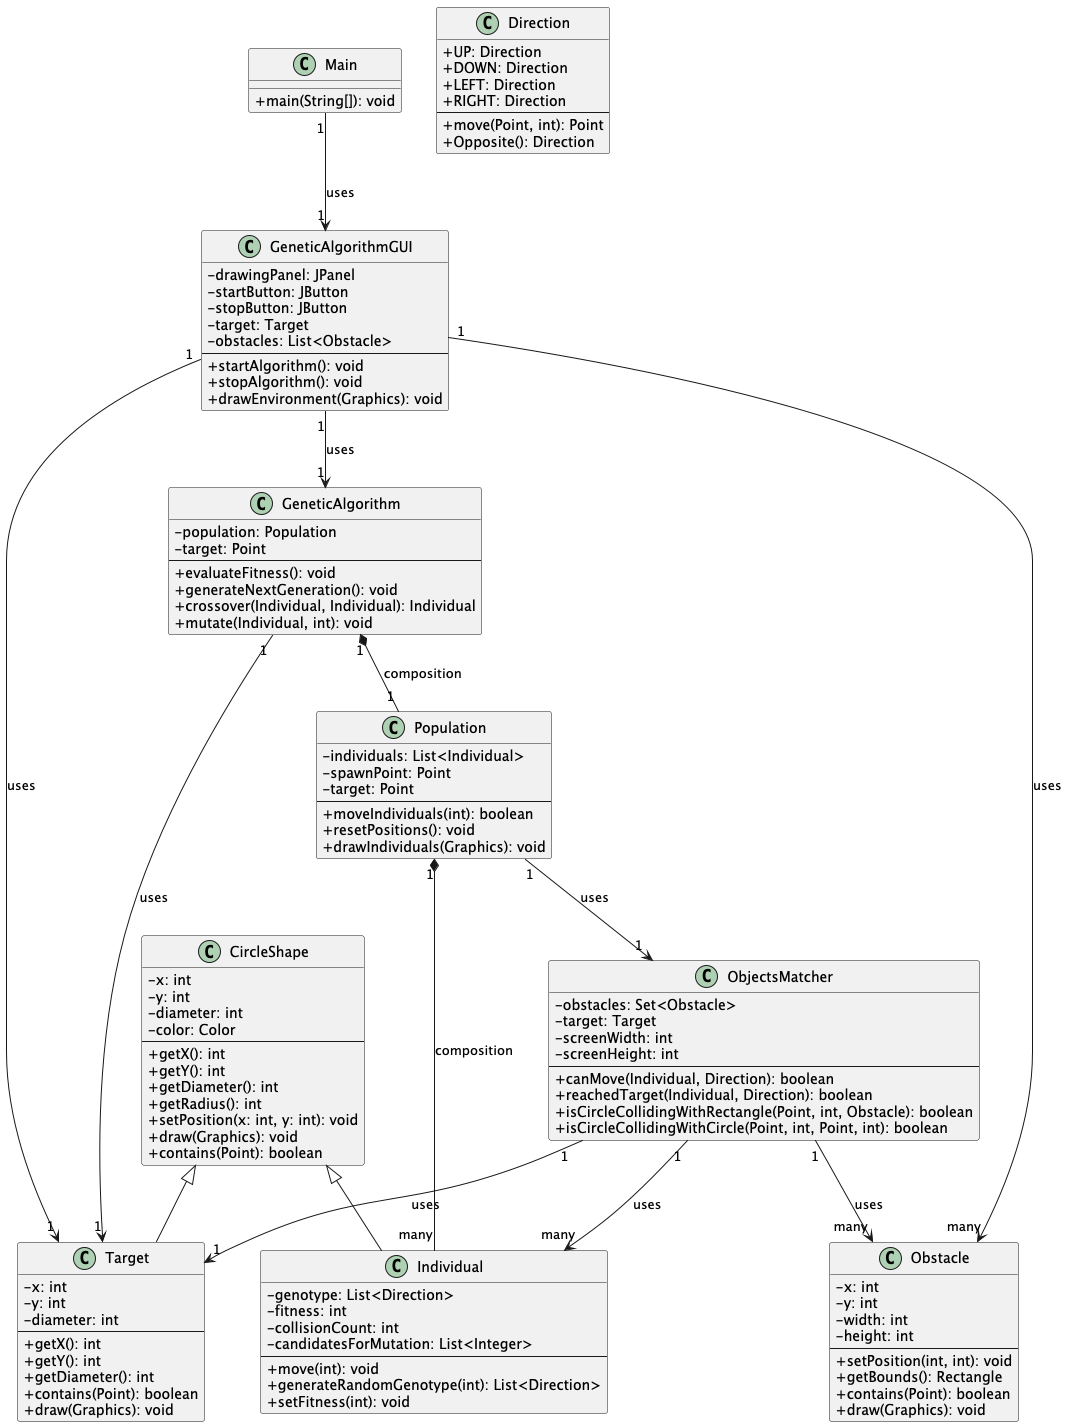 C Direction
+UP: Direction
+DOWN: Direction
+LEFT: Direction
+RIGHT: Direction
+move(Point, int): Point
+Opposite(): Direction
C Main
+main(String[]): void
1
uses
1
C GeneticAlgorithmGUI
-drawingPanel: JPanel
-startButton: JButton
-stopButton: JButton
-target: Target
-obstacles: List<Obstacle>
+startAlgorithm(): void
+stopAlgorithm(): void
+drawEnvironment(Graphics): void
1
1
1
uses
1
C GeneticAlgorithm
-population: Population
-target: Point
+evaluateFitness(): void
+generateNextGeneration(): void
+crossover(Individual, Individual): Individual
+mutate(Individual, int): void
1
1
composition
1
C Population
-individuals: List<Individual>
-spawnPoint: Point
-target: Point
+moveIndividuals(int): boolean
+resetPositions(): void
+drawIndividuals(Graphics): void
uses
uses
1
1
uses
uses
1
C CircleShape
-x: int
-y: int
-diameter: int
-color: Color
+getX(): int
+getY(): int
+getDiameter(): int
+getRadius(): int
+setPosition(x: int, y: int): void
+draw(Graphics): void
+contains(Point): boolean
composition
C ObjectsMatcher
-obstacles: Set<Obstacle>
-target: Target
-screenWidth: int
-screenHeight: int
+canMove(Individual, Direction): boolean
+reachedTarget(Individual, Direction): boolean
+isCircleCollidingWithRectangle(Point, int, Obstacle): boolean
+isCircleCollidingWithCircle(Point, int, Point, int): boolean
1
1
1
uses
uses
uses
1
1
many
1
many
many
many
C Target
-x: int
-y: int
-diameter: int
+getX(): int
+getY(): int
+getDiameter(): int
+contains(Point): boolean
+draw(Graphics): void
C Individual
-genotype: List<Direction>
-fitness: int
-collisionCount: int
-candidatesForMutation: List<Integer>
+move(int): void
+generateRandomGenotype(int): List<Direction>
+setFitness(int): void
C Obstacle
-x: int
-y: int
-width: int
-height: int
+setPosition(int, int): void
+getBounds(): Rectangle
+contains(Point): boolean
+draw(Graphics): void